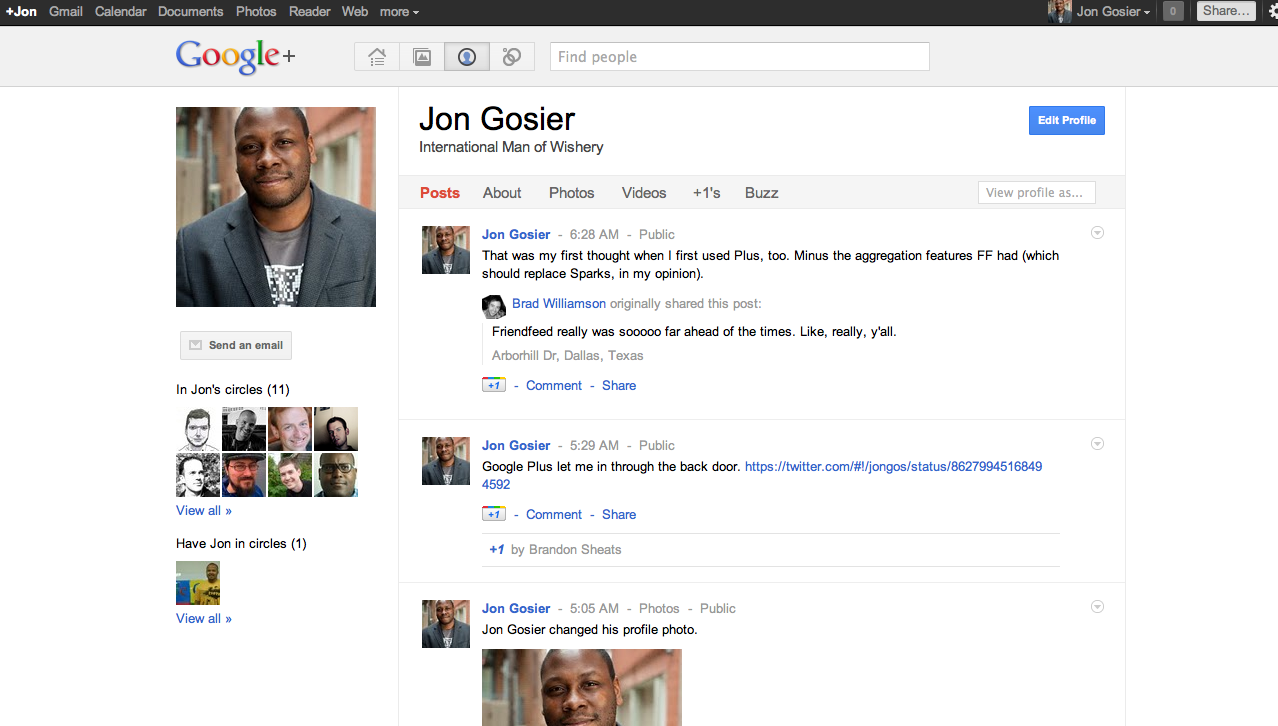 +Jon Gmail Calendar Documents Photos Reader Web more
Jon Gosier 0 Share...
Google+
Find people
Jon Gosier
International Man of Wishery
Edit Profile
Posts About Photos Videos +1's Buzz
View profile as...
Send an email
In Jon's circles (11)
View all »
Have Jon in circles (1)
View all »
Jon Gosier - 6:28 AM - Public
That was my first thought when I first used Plus, too. Minus the aggregation features FF had (which
should replace Sparks, in my opinion).
Brad Williamson originally shared this post:
Friendfeed really was sooooo far ahead of the times. Like, really, y'all.
Arborhill Dr, Dallas, Texas
+1 - Comment - Share
Jon Gosier - 5:29 AM - Public
Google Plus let me in through the back door. https://twitter.com/#!/jongos/status/8627994516849
4592
+1 - Comment - Share
+1 by Brandon Sheats
Jon Gosier - 5:05 AM - Photos - Public
Jon Gosier changed his profile photo.